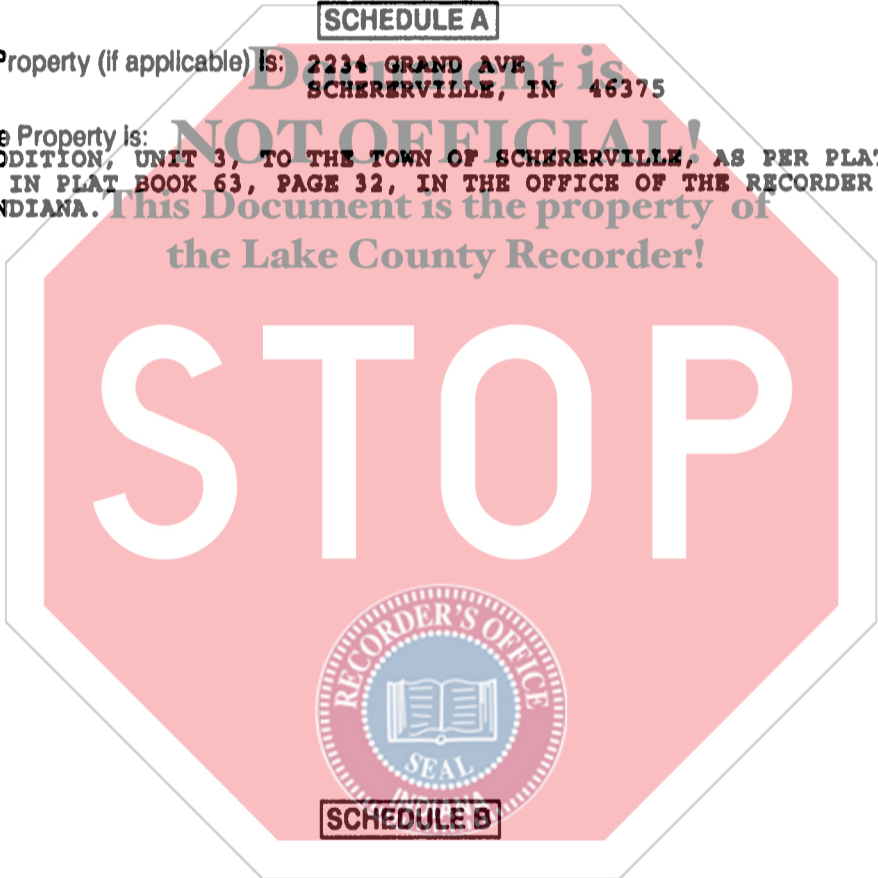 SCHEDULE A
Property (if applicable) is: 2234 GRAND AVE
SCHERERVILLE, IN 46375
Document is
e Property is:
NOT OFFICIAL!
DDITION, UNIT 3, TO THE TOWN OF SCHERERVILLE, AS PER PLAT
IN PLAT BOOK 63, PAGE 32, IN THE OFFICE OF THE RECORDER
NDIANA.
This Document is the property of
the Lake County Recorder!
STOP
RECORDER'S OFFICE
SEAL
INDIANA
SCHEDULE B